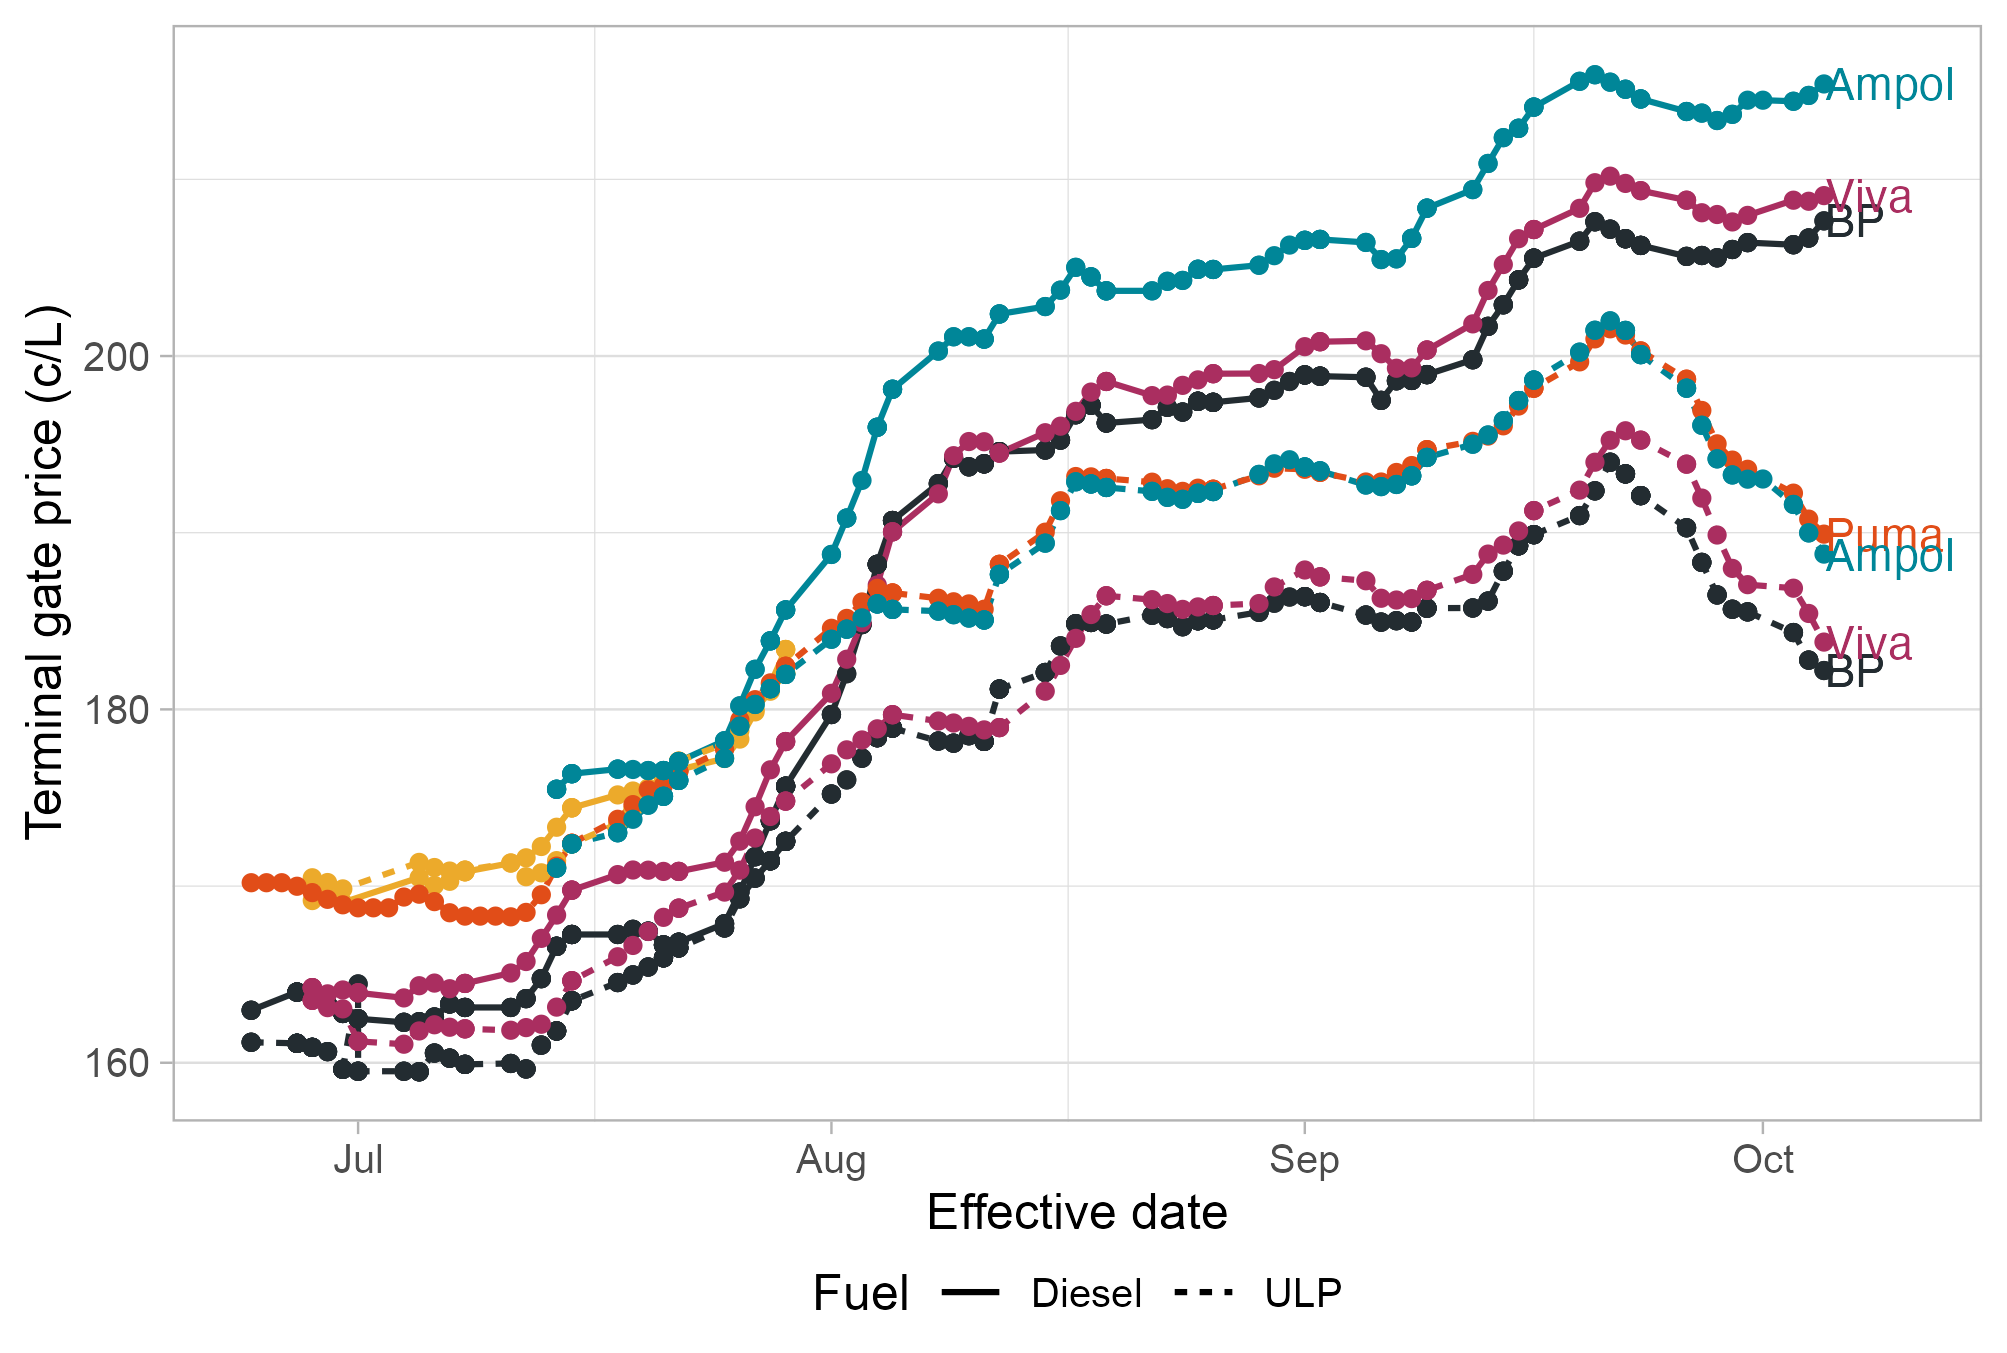 Terminal gate price (c/L)
200
180
160
Ampol
Viva
BP
Puma
Ampol
Viva
BP
Jul Aug Sep Oct
Effective date
Fuel Diesel ULP